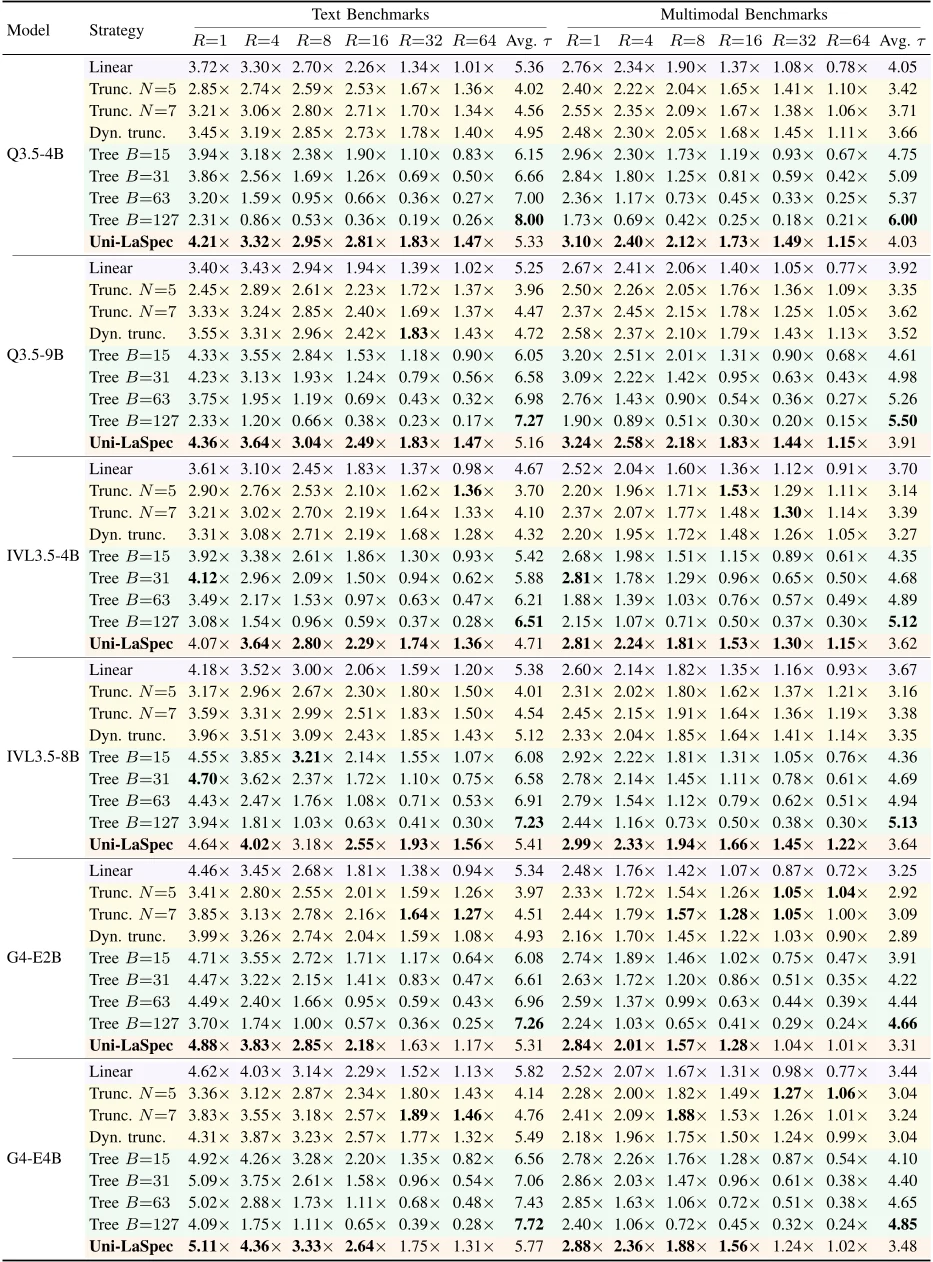 Model Strategy Text Benchmarks Multimodal Benchmarks
R=1 R=4 R=8 R=16 R=32 R=64 Avg. τ R=1 R=4 R=8 R=16 R=32 R=64 Avg. τ
Linear 3.72× 3.30× 2.70× 2.26× 1.34× 1.01× 5.36 2.76× 2.34× 1.90× 1.37× 1.08× 0.78× 4.05
Trunc. N=5 2.85× 2.74× 2.59× 2.53× 1.67× 1.36× 4.02 2.40× 2.22× 2.04× 1.65× 1.41× 1.10× 3.42
Trunc. N=7 3.21× 3.06× 2.80× 2.71× 1.70× 1.34× 4.56 2.55× 2.35× 2.09× 1.67× 1.38× 1.06× 3.71
Dyn. trunc. 3.45× 3.19× 2.85× 2.73× 1.78× 1.40× 4.95 2.48× 2.30× 2.05× 1.68× 1.45× 1.11× 3.66
Q3.5-4B Tree B=15 3.94× 3.18× 2.38× 1.90× 1.10× 0.83× 6.15 2.96× 2.30× 1.73× 1.19× 0.93× 0.67× 4.75
Tree B=31 3.86× 2.56× 1.69× 1.26× 0.69× 0.50× 6.66 2.84× 1.80× 1.25× 0.81× 0.59× 0.42× 5.09
Tree B=63 3.20× 1.59× 0.95× 0.66× 0.36× 0.27× 7.00 2.36× 1.17× 0.73× 0.45× 0.33× 0.25× 5.37
Tree B=127 2.31× 0.86× 0.53× 0.36× 0.19× 0.26× 8.00 1.73× 0.69× 0.42× 0.25× 0.18× 0.21× 6.00
Uni-LaSpec 4.21× 3.32× 2.95× 2.81× 1.83× 1.47× 5.33 3.10× 2.40× 2.12× 1.73× 1.49× 1.15× 4.03
Linear 3.40× 3.43× 2.94× 1.94× 1.39× 1.02× 5.25 2.67× 2.41× 2.06× 1.40× 1.05× 0.77× 3.92
Trunc. N=5 2.45× 2.89× 2.61× 2.23× 1.72× 1.37× 3.96 2.50× 2.26× 2.05× 1.76× 1.36× 1.09× 3.35
Trunc. N=7 3.33× 3.24× 2.85× 2.40× 1.69× 1.37× 4.47 2.37× 2.45× 2.15× 1.78× 1.25× 1.05× 3.62
Dyn. trunc. 3.55× 3.31× 2.96× 2.42× 1.83× 1.43× 4.72 2.58× 2.37× 2.10× 1.79× 1.43× 1.13× 3.52
Q3.5-9B Tree B=15 4.33× 3.55× 2.84× 1.53× 1.18× 0.90× 6.05 3.20× 2.51× 2.01× 1.31× 0.90× 0.68× 4.61
Tree B=31 4.23× 3.13× 1.93× 1.24× 0.79× 0.56× 6.58 3.09× 2.22× 1.42× 0.95× 0.63× 0.43× 4.98
Tree B=63 3.75× 1.95× 1.19× 0.69× 0.43× 0.32× 6.98 2.76× 1.43× 0.90× 0.54× 0.36× 0.27× 5.26
Tree B=127 2.33× 1.20× 0.66× 0.38× 0.23× 0.17× 7.27 1.90× 0.89× 0.51× 0.30× 0.20× 0.15× 5.50
Uni-LaSpec 4.36× 3.64× 3.04× 2.49× 1.83× 1.47× 5.16 3.24× 2.58× 2.18× 1.83× 1.44× 1.15× 3.91
Linear 3.61× 3.10× 2.45× 1.83× 1.37× 0.98× 4.67 2.52× 2.04× 1.60× 1.36× 1.12× 0.91× 3.70
Trunc. N=5 2.90× 2.76× 2.53× 2.10× 1.62× 1.36× 3.70 2.20× 1.96× 1.71× 1.53× 1.29× 1.11× 3.14
Trunc. N=7 3.21× 3.02× 2.70× 2.19× 1.64× 1.33× 4.10 2.37× 2.07× 1.77× 1.48× 1.30× 1.14× 3.39
Dyn. trunc. 3.31× 3.08× 2.71× 2.19× 1.68× 1.28× 4.32 2.20× 1.95× 1.72× 1.48× 1.26× 1.05× 3.27
IVL3.5-4B Tree B=15 3.92× 3.38× 2.61× 1.86× 1.30× 0.93× 5.42 2.68× 1.98× 1.51× 1.15× 0.89× 0.61× 4.35
Tree B=31 4.12× 2.96× 2.09× 1.50× 0.94× 0.62× 5.88 2.81× 1.78× 1.29× 0.96× 0.65× 0.50× 4.68
Tree B=63 3.49× 2.17× 1.53× 0.97× 0.63× 0.47× 6.21 1.88× 1.39× 1.03× 0.76× 0.57× 0.49× 4.89
Tree B=127 3.08× 1.54× 0.96× 0.59× 0.37× 0.28× 6.51 2.15× 1.07× 0.71× 0.50× 0.37× 0.30× 5.12
Uni-LaSpec 4.07× 3.64× 2.80× 2.29× 1.74× 1.36× 4.71 2.81× 2.24× 1.81× 1.53× 1.30× 1.15× 3.62
Linear 4.18× 3.52× 3.00× 2.06× 1.59× 1.20× 5.38 2.60× 2.14× 1.82× 1.35× 1.16× 0.93× 3.67
Trunc. N=5 3.17× 2.96× 2.67× 2.30× 1.80× 1.50× 4.01 2.31× 2.02× 1.80× 1.62× 1.37× 1.21× 3.16
Trunc. N=7 3.59× 3.31× 2.99× 2.51× 1.83× 1.50× 4.54 2.45× 2.15× 1.91× 1.64× 1.36× 1.19× 3.38
Dyn. trunc. 3.96× 3.51× 3.09× 2.43× 1.85× 1.43× 5.12 2.33× 2.04× 1.85× 1.64× 1.41× 1.14× 3.35
IVL3.5-8B Tree B=15 4.55× 3.85× 3.21× 2.14× 1.55× 1.07× 6.08 2.92× 2.22× 1.81× 1.31× 1.05× 0.76× 4.36
Tree B=31 4.70× 3.62× 2.37× 1.72× 1.10× 0.75× 6.58 2.78× 2.14× 1.45× 1.11× 0.78× 0.61× 4.69
Tree B=63 4.43× 2.47× 1.76× 1.08× 0.71× 0.53× 6.91 2.79× 1.54× 1.12× 0.79× 0.62× 0.51× 4.94
Tree B=127 3.94× 1.81× 1.03× 0.63× 0.41× 0.30× 7.23 2.44× 1.16× 0.73× 0.50× 0.38× 0.30× 5.13
Uni-LaSpec 4.64× 4.02× 3.18× 2.55× 1.93× 1.56× 5.41 2.99× 2.33× 1.94× 1.66× 1.45× 1.22× 3.64
Linear 4.46× 3.45× 2.68× 1.81× 1.38× 0.94× 5.34 2.48× 1.76× 1.42× 1.07× 0.87× 0.72× 3.25
Trunc. N=5 3.41× 2.80× 2.55× 2.01× 1.59× 1.26× 3.97 2.33× 1.72× 1.54× 1.26× 1.05× 1.04× 2.92
Trunc. N=7 3.85× 3.13× 2.78× 2.16× 1.64× 1.27× 4.51 2.44× 1.79× 1.57× 1.28× 1.05× 1.00× 3.09
Dyn. trunc. 3.99× 3.26× 2.74× 2.04× 1.59× 1.08× 4.93 2.16× 1.70× 1.45× 1.22× 1.03× 0.90× 2.89
G4-E2B Tree B=15 4.71× 3.55× 2.72× 1.71× 1.17× 0.64× 6.08 2.74× 1.89× 1.46× 1.02× 0.75× 0.47× 3.91
Tree B=31 4.47× 3.22× 2.15× 1.41× 0.83× 0.47× 6.61 2.63× 1.72× 1.20× 0.86× 0.51× 0.35× 4.22
Tree B=63 4.49× 2.40× 1.66× 0.95× 0.59× 0.43× 6.96 2.59× 1.37× 0.99× 0.63× 0.44× 0.39× 4.44
Tree B=127 3.70× 1.74× 1.00× 0.57× 0.36× 0.25× 7.26 2.24× 1.03× 0.65× 0.41× 0.29× 0.24× 4.66
Uni-LaSpec 4.88× 3.83× 2.85× 2.18× 1.63× 1.17× 5.31 2.84× 2.01× 1.57× 1.28× 1.04× 1.01× 3.31
Linear 4.62× 4.03× 3.14× 2.29× 1.52× 1.13× 5.82 2.52× 2.07× 1.67× 1.31× 0.98× 0.77× 3.44
Trunc. N=5 3.36× 3.12× 2.87× 2.34× 1.80× 1.43× 4.14 2.28× 2.00× 1.82× 1.49× 1.27× 1.06× 3.04
Trunc. N=7 3.83× 3.55× 3.18× 2.57× 1.89× 1.46× 4.76 2.41× 2.09× 1.88× 1.53× 1.26× 1.01× 3.24
Dyn. trunc. 4.31× 3.87× 3.23× 2.57× 1.77× 1.32× 5.49 2.18× 1.96× 1.75× 1.50× 1.24× 0.99× 3.04
G4-E4B Tree B=15 4.92× 4.26× 3.28× 2.20× 1.35× 0.82× 6.56 2.78× 2.26× 1.76× 1.28× 0.87× 0.54× 4.10
Tree B=31 5.09× 3.75× 2.61× 1.58× 0.96× 0.54× 7.06 2.86× 2.03× 1.47× 0.96× 0.61× 0.38× 4.40
Tree B=63 5.02× 2.88× 1.73× 1.11× 0.68× 0.48× 7.43 2.85× 1.63× 1.06× 0.72× 0.51× 0.38× 4.65
Tree B=127 4.09× 1.75× 1.11× 0.65× 0.39× 0.28× 7.72 2.40× 1.06× 0.72× 0.45× 0.32× 0.24× 4.85
Uni-LaSpec 5.11× 4.36× 3.33× 2.64× 1.75× 1.31× 5.77 2.88× 2.36× 1.88× 1.56× 1.24× 1.02× 3.48